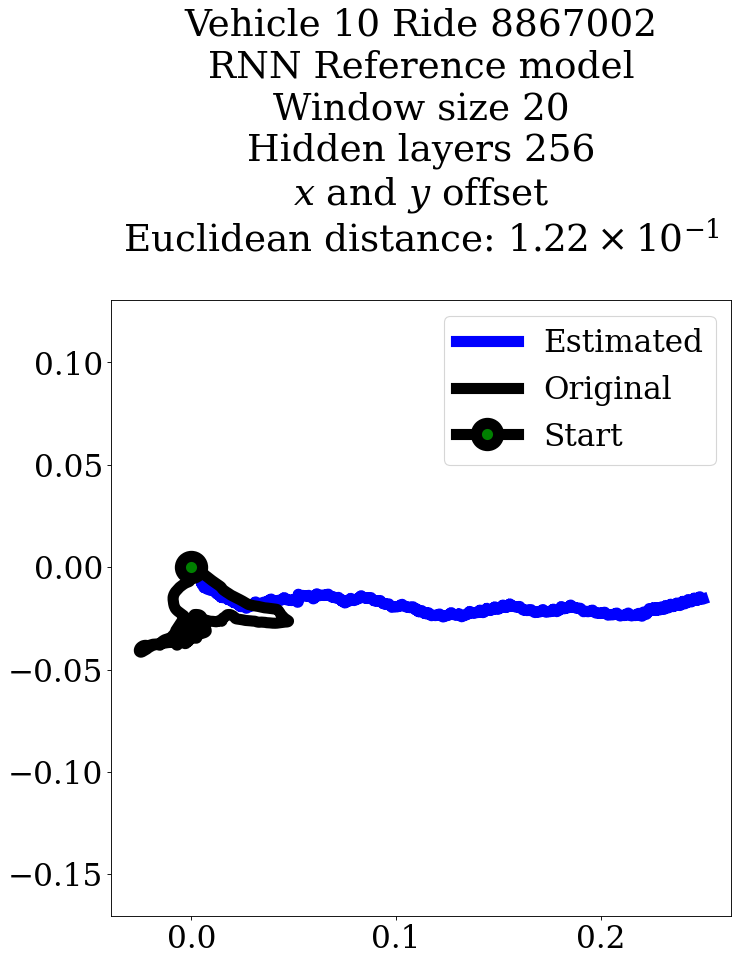 Vehicle 10 Ride 8867002
RNN Reference model
Window size 20
Hidden layers 256
x and y offset
Euclidean distance: 1.22 × 10⁻¹
Estimated
Original
Start
0.10
0.05
0.00
−0.05
−0.10
−0.15
0.0 0.1 0.2